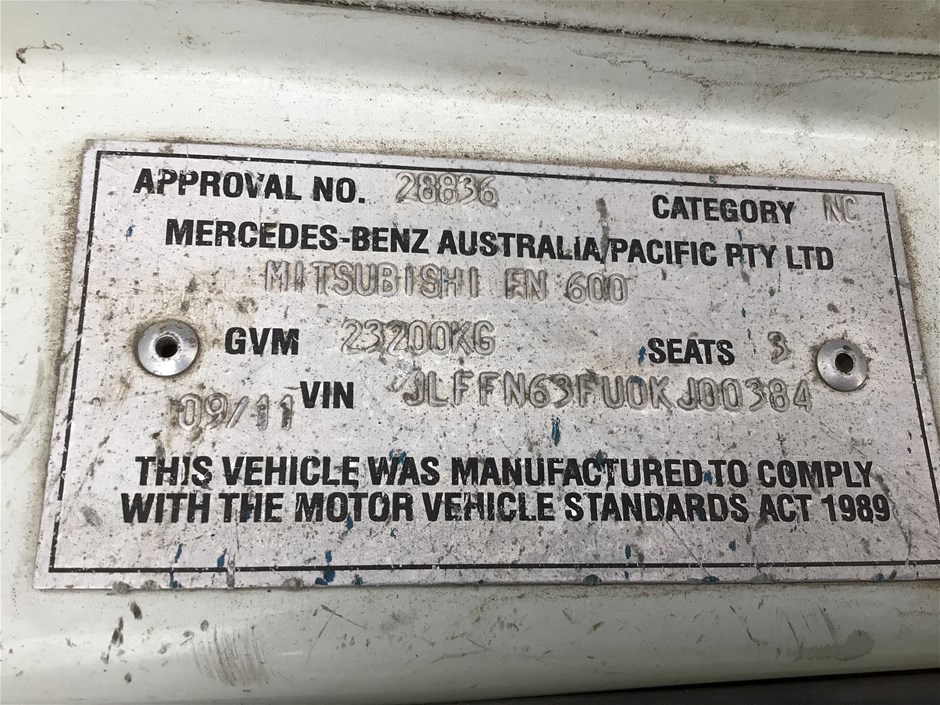 APPROVAL NO. 28836 CATEGORY NC
MERCEDES-BENZ AUSTRALIA/PACIFIC PTY LTD
MITSUBISHI FN 600
GVM 23200KG SEATS 3
09/11 VIN JLFFN63FU0KJ00384
THIS VEHICLE WAS MANUFACTURED TO COMPLY
WITH THE MOTOR VEHICLE STANDARDS ACT 1989